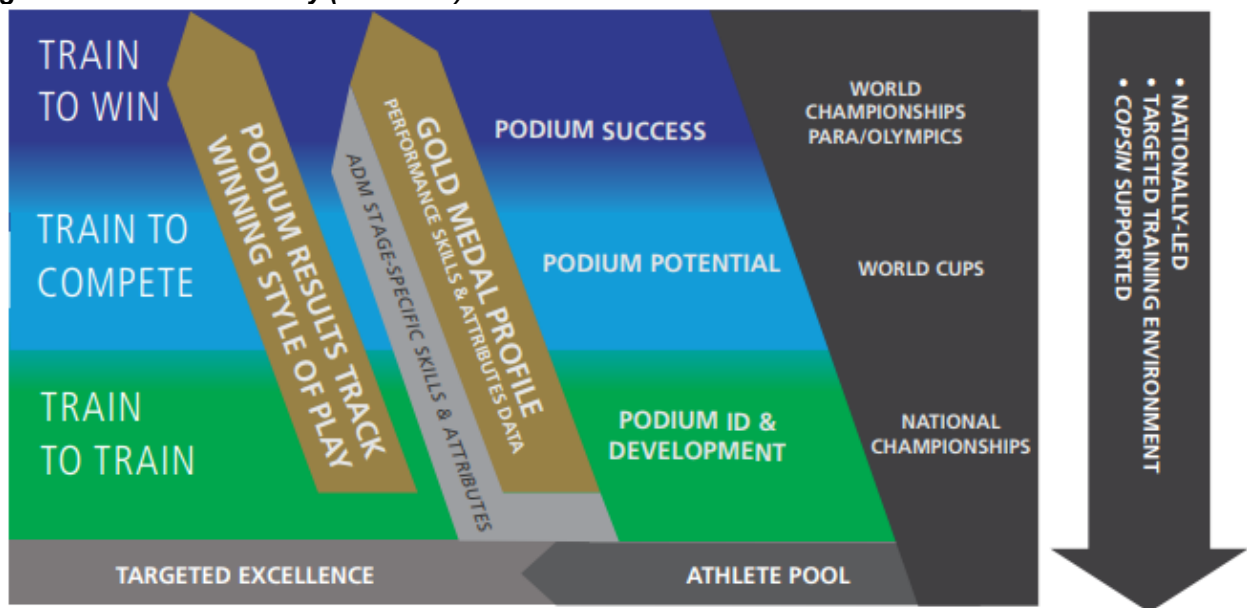 TRAIN
TO WIN
TRAIN TO
COMPETE
TRAIN
TO TRAIN
PODIUM RESULTS TRACK
WINNING STYLE OF PLAY
GOLD MEDAL PROFILE
PERFORMANCE SKILLS & ATTRIBUTES DATA
ADM STAGE-SPECIFIC SKILLS & ATTRIBUTES
PODIUM SUCCESS
PODIUM POTENTIAL
PODIUM ID &
DEVELOPMENT
WORLD
CHAMPIONSHIPS
PARA/OLYMPICS
WORLD CUPS
NATIONAL
CHAMPIONSHIPS
TARGETED EXCELLENCE
ATHLETE POOL
• NATIONALLY-LED
• TARGETED TRAINING ENVIRONMENT
• COPSIN SUPPORTED